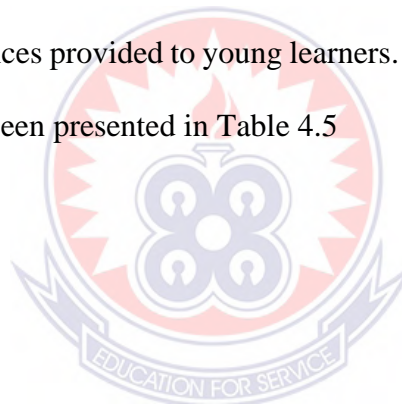 ces provided to young learners.
een presented in Table 4.5
EDUCATION FOR SERVICE